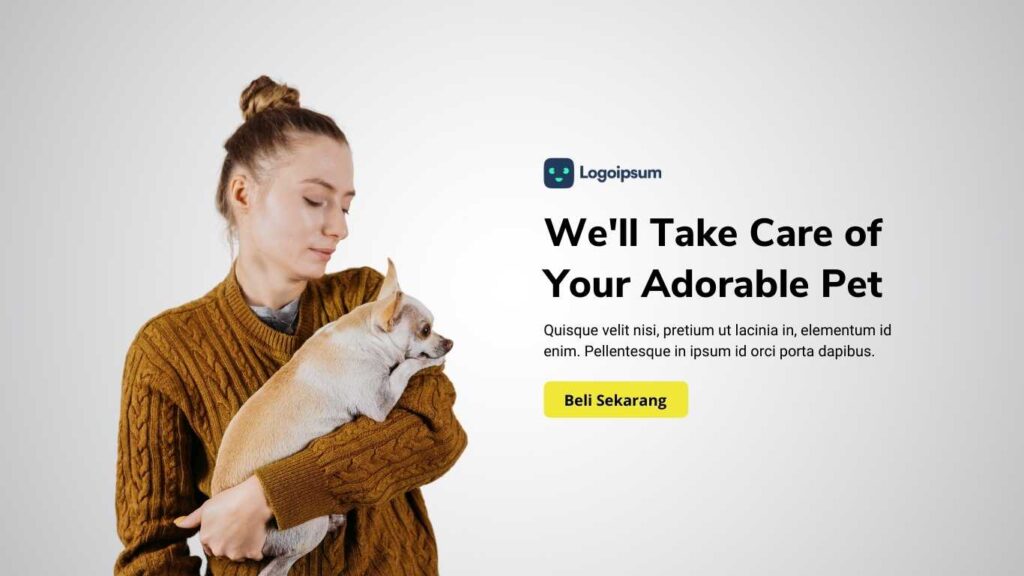 Logoipsum
We'll Take Care of
Your Adorable Pet
Quisque velit nisi, pretium ut lacinia in, elementum id
enim. Pellentesque in ipsum id orci porta dapibus.
Beli Sekarang